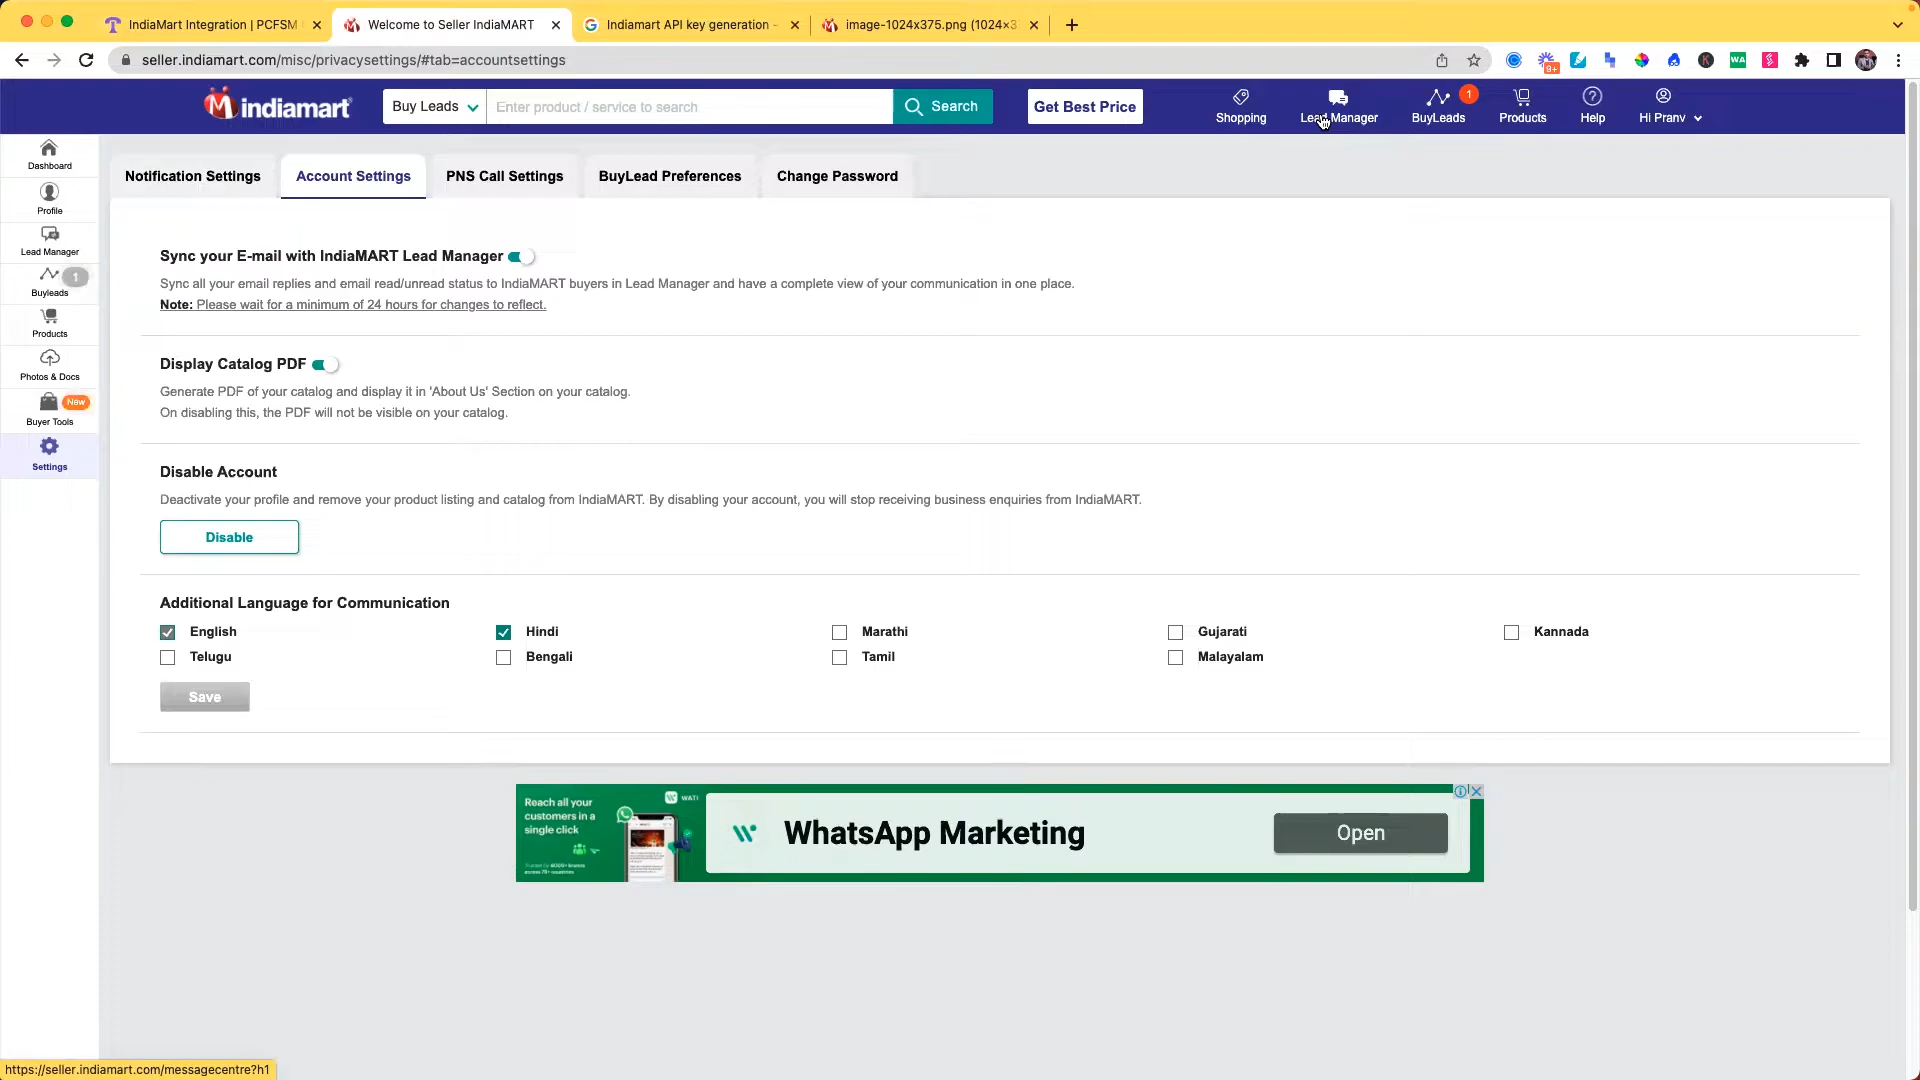 IndiaMart Integration | PCFSM
Welcome to Seller IndiaMART
Indiamart API key generation -
image-1024x375.png (1024×3
seller.indiamart.com/misc/privacysettings/#tab=accountsettings
9+
K
WA
indiamart
Buy Leads
Enter product / service to search
Search
Get Best Price
Shopping
Lead Manager
BuyLeads
1
Products
Help
Hi Pranv
Dashboard
Profile
Lead Manager
Buyleads
1
Products
Photos & Docs
New
Buyer Tools
Settings
Notification Settings
Account Settings
PNS Call Settings
BuyLead Preferences
Change Password
Sync your E-mail with IndiaMART Lead Manager
Sync all your email replies and email read/unread status to IndiaMART buyers in Lead Manager and have a complete view of your communication in one place.
Note: Please wait for a minimum of 24 hours for changes to reflect.
Display Catalog PDF
Generate PDF of your catalog and display it in 'About Us' Section on your catalog.
On disabling this, the PDF will not be visible on your catalog.
Disable Account
Deactivate your profile and remove your product listing and catalog from IndiaMART. By disabling your account, you will stop receiving business enquiries from IndiaMART.
Disable
Additional Language for Communication
English
Hindi
Marathi
Gujarati
Kannada
Telugu
Bengali
Tamil
Malayalam
Save
Reach all your
customers in a
single click
WATI
WhatsApp Marketing
Open
https://seller.indiamart.com/messagecentre?h1